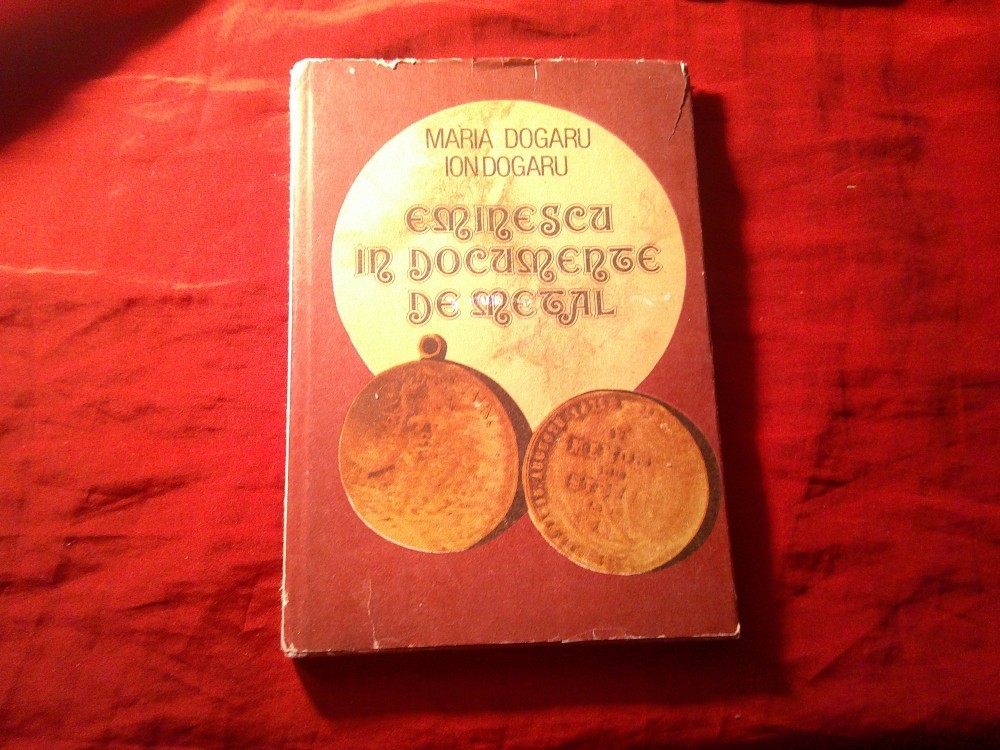 MARIA DOGARU
ION DOGARU
EMINESCU
IN DOCUMENTE
DE METAL